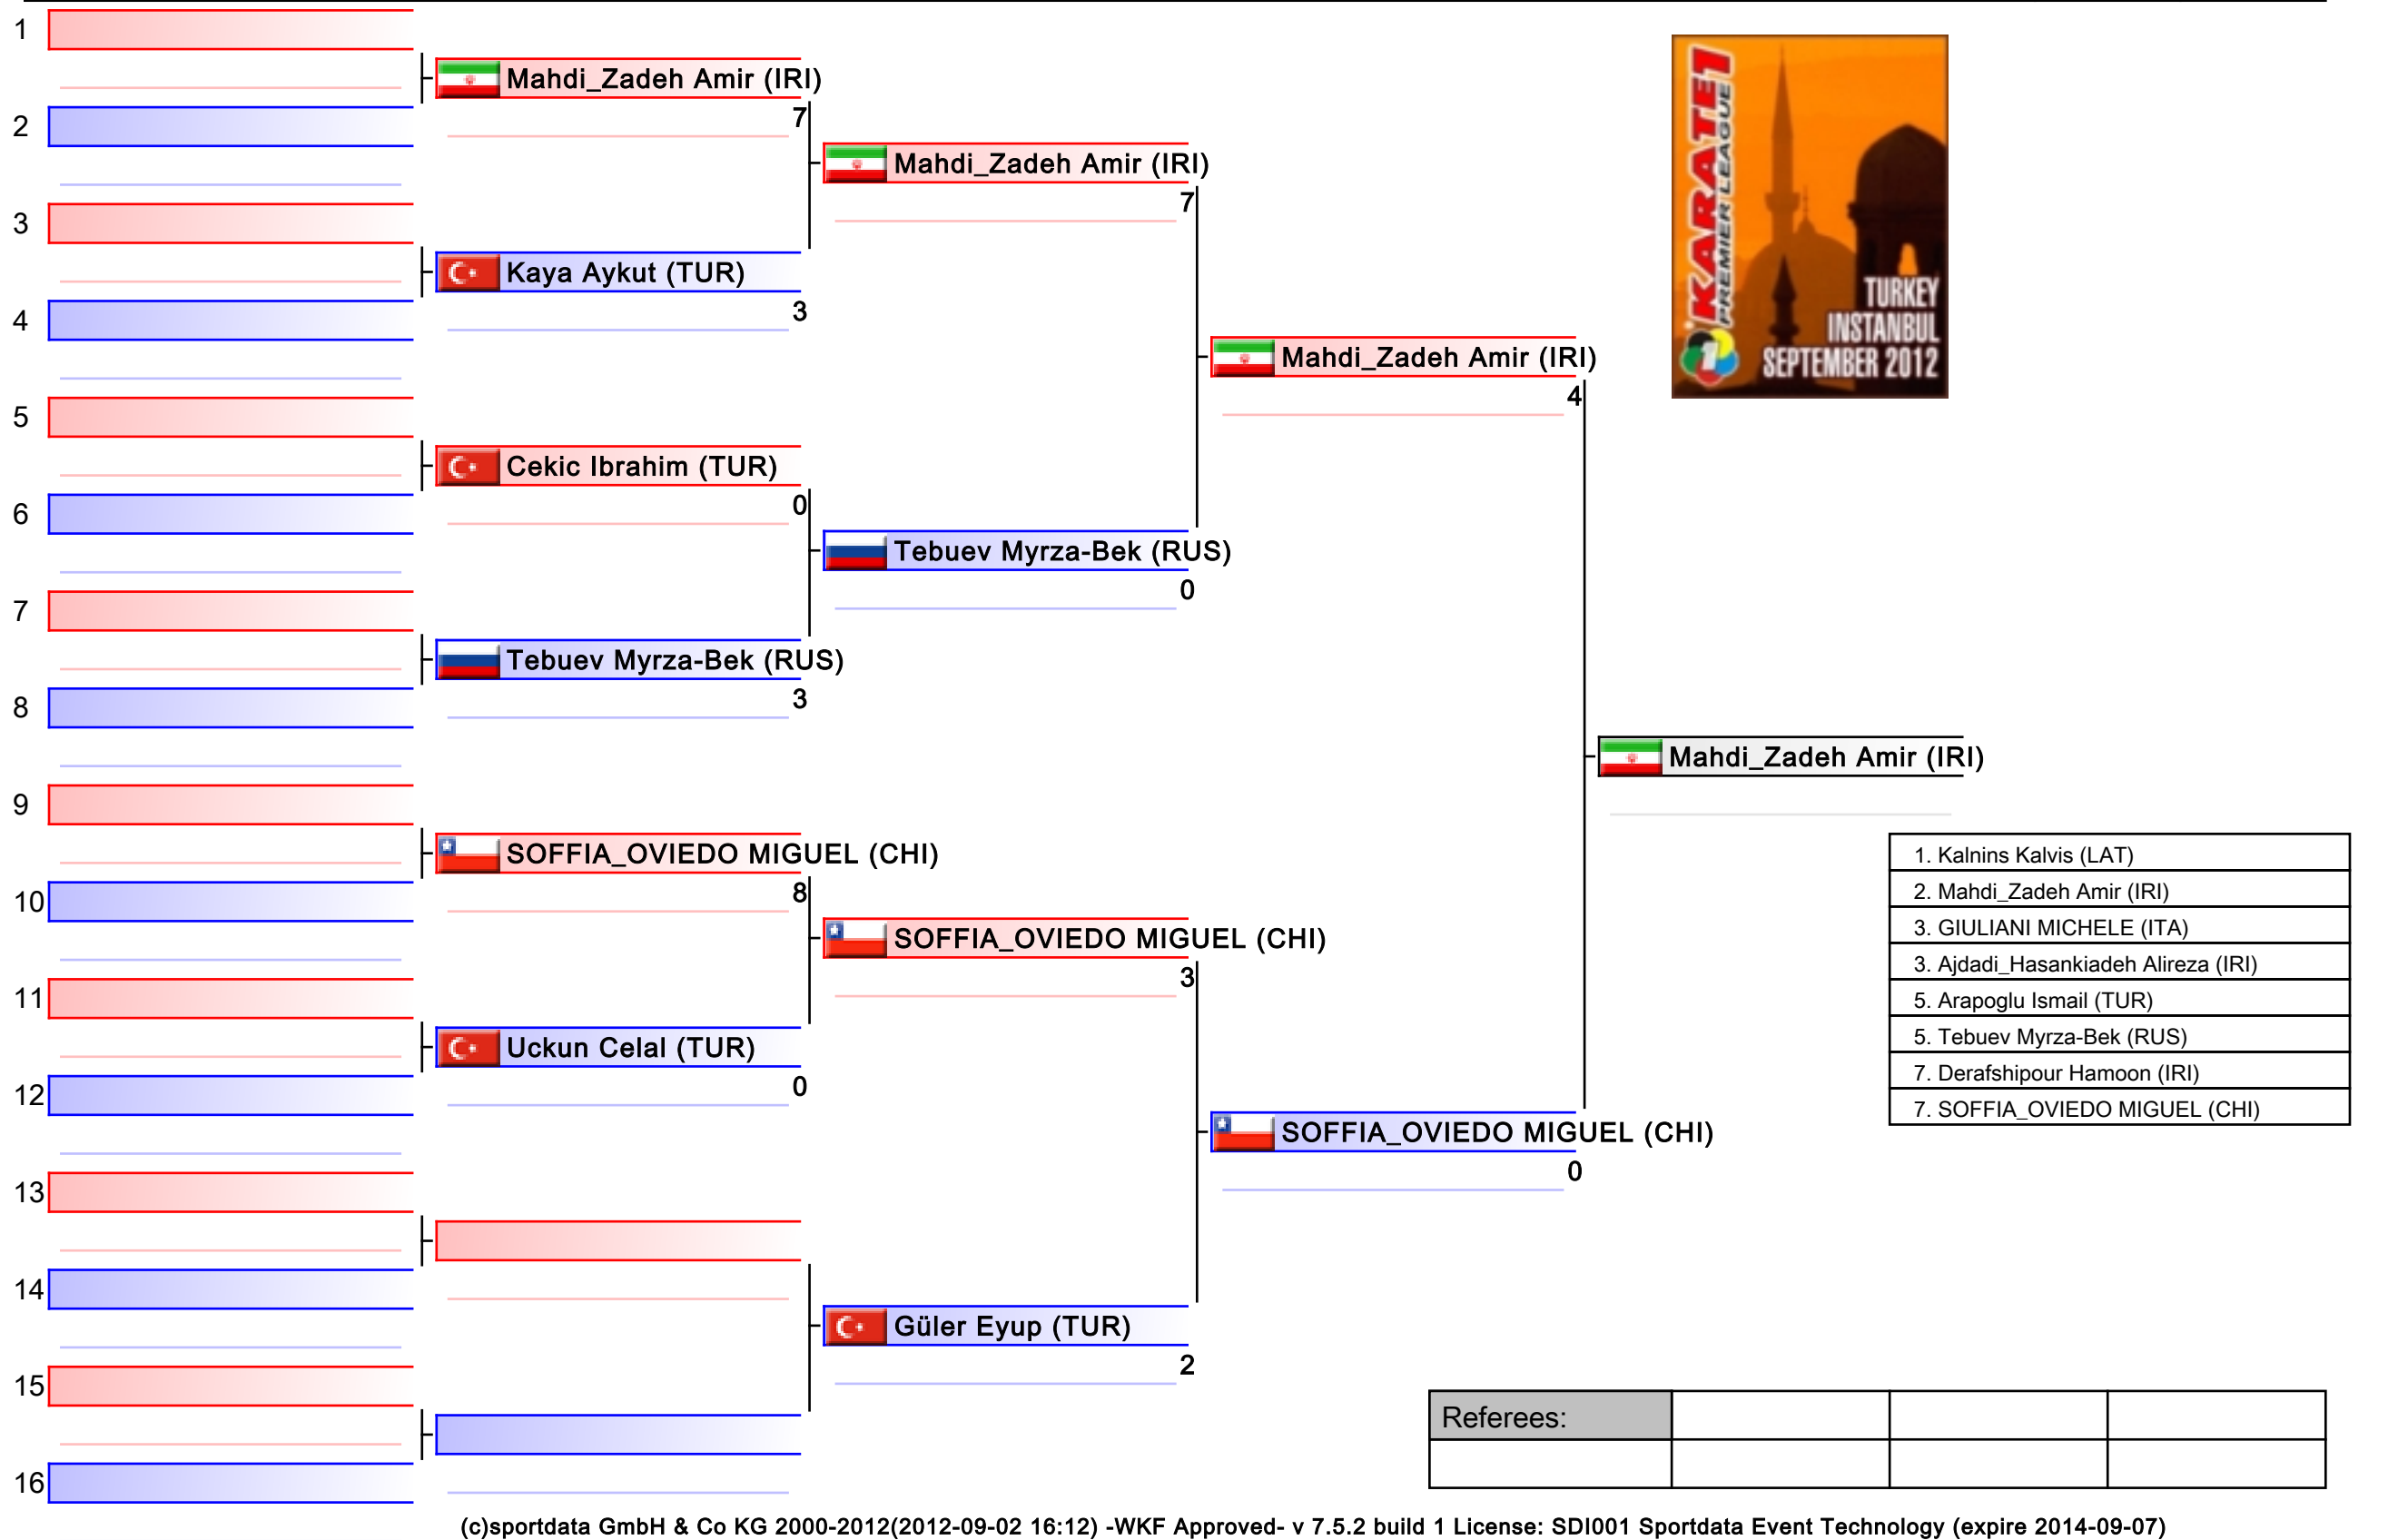 1
Mahdi_Zadeh Amir (IRI)
7
2
Mahdi_Zadeh Amir (IRI)
7
3
Kaya Aykut (TUR)
3
4
Mahdi_Zadeh Amir (IRI)
4
5
Cekic Ibrahim (TUR)
0
6
Tebuev Myrza-Bek (RUS)
0
7
Tebuev Myrza-Bek (RUS)
3
8
Mahdi_Zadeh Amir (IRI)
9
SOFFIA_OVIEDO MIGUEL (CHI)
8
10
SOFFIA_OVIEDO MIGUEL (CHI)
3
11
Uckun Celal (TUR)
0
12
SOFFIA_OVIEDO MIGUEL (CHI)
0
13
14
Güler Eyup (TUR)
2
15
16
KARATE1
PREMIER LEAGUE
TURKEY
INSTANBUL
SEPTEMBER 2012
1
1. Kalnins Kalvis (LAT)
2. Mahdi_Zadeh Amir (IRI)
3. GIULIANI MICHELE (ITA)
3. Ajdadi_Hasankiadeh Alireza (IRI)
5. Arapoglu Ismail (TUR)
5. Tebuev Myrza-Bek (RUS)
7. Derafshipour Hamoon (IRI)
7. SOFFIA_OVIEDO MIGUEL (CHI)
Referees:
(c)sportdata GmbH & Co KG 2000-2012(2012-09-02 16:12) -WKF Approved- v 7.5.2 build 1 License: SDI001 Sportdata Event Technology (expire 2014-09-07)